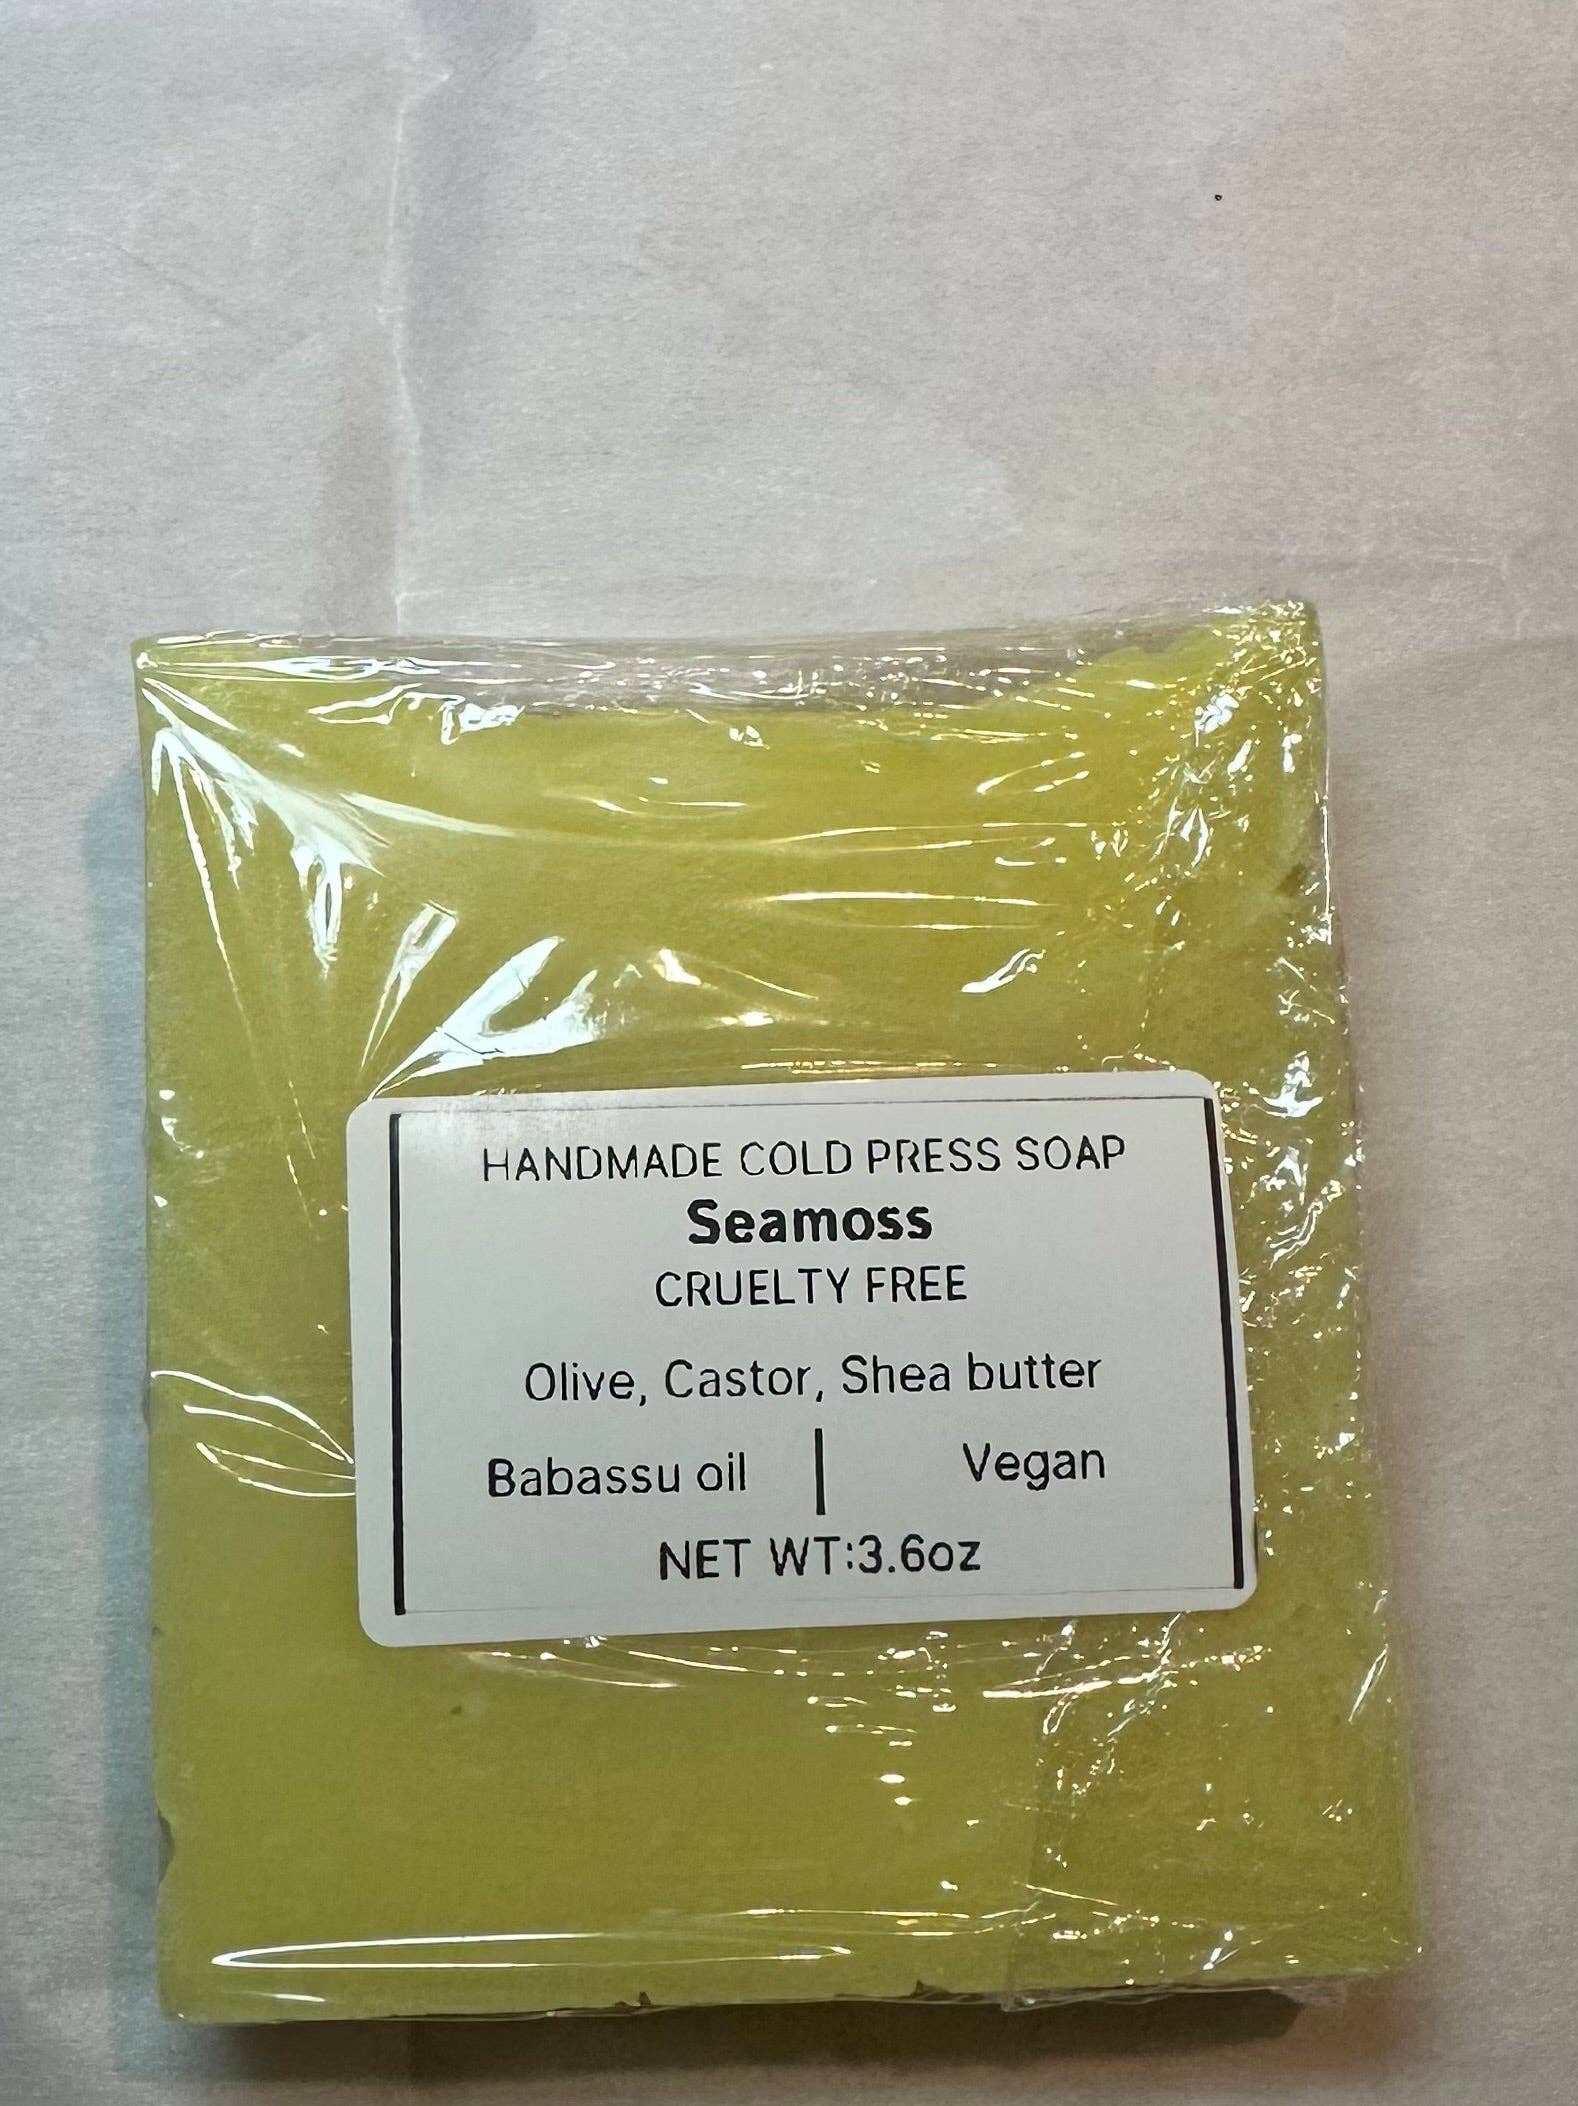 HANDMADE COLD PRESS SOAP
Seamoss
CRUELTY FREE
Olive, Castor, Shea butter
Babassu oil | Vegan
NET WT:3.6oz